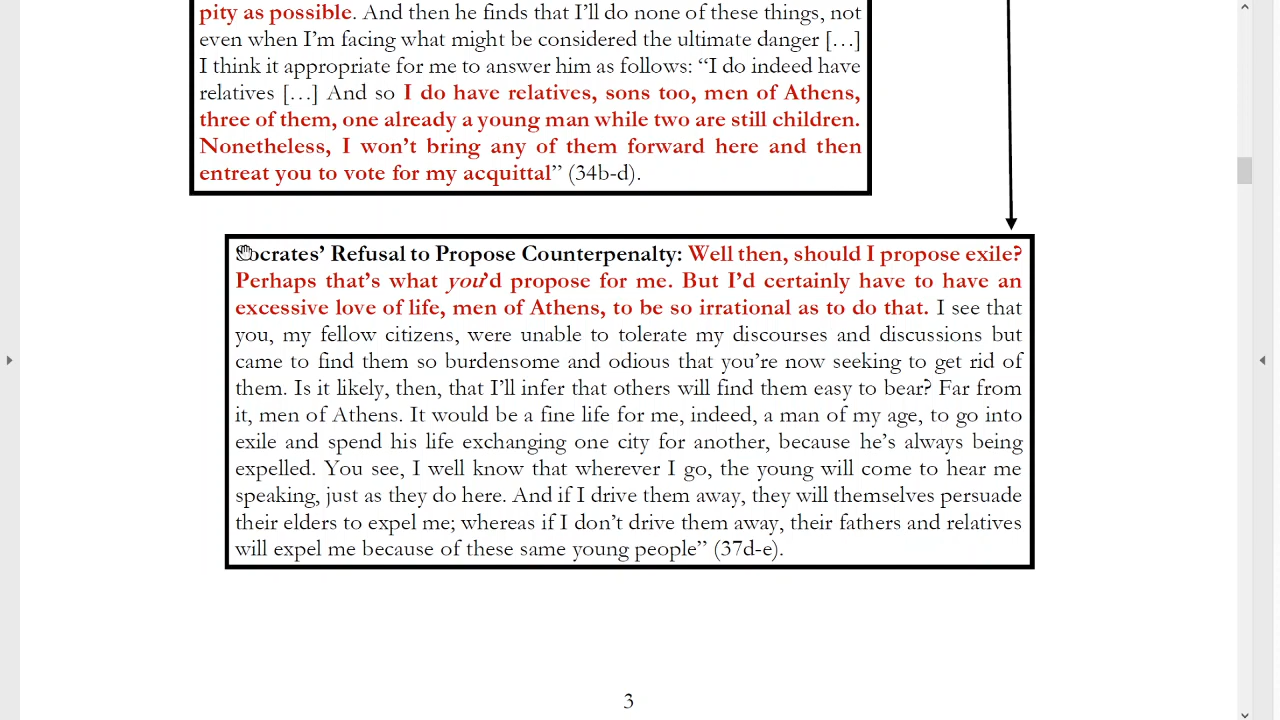 pity as possible. And then he finds that I'll do none of these things, not
even when I'm facing what might be considered the ultimate danger […]
I think it appropriate for me to answer him as follows: “I do indeed have
relatives […] And so I do have relatives, sons too, men of Athens,
three of them, one already a young man while two are still children.
Nonetheless, I won't bring any of them forward here and then
entreat you to vote for my acquittal” (34b-d).
Socrates' Refusal to Propose Counterpenalty: Well then, should I propose exile?
Perhaps that's what you'd propose for me. But I'd certainly have to have an
excessive love of life, men of Athens, to be so irrational as to do that. I see that
you, my fellow citizens, were unable to tolerate my discourses and discussions but
came to find them so burdensome and odious that you're now seeking to get rid of
them. Is it likely, then, that I'll infer that others will find them easy to bear? Far from
it, men of Athens. It would be a fine life for me, indeed, a man of my age, to go into
exile and spend his life exchanging one city for another, because he's always being
expelled. You see, I well know that wherever I go, the young will come to hear me
speaking, just as they do here. And if I drive them away, they will themselves persuade
their elders to expel me; whereas if I don't drive them away, their fathers and relatives
will expel me because of these same young people” (37d-e).
3